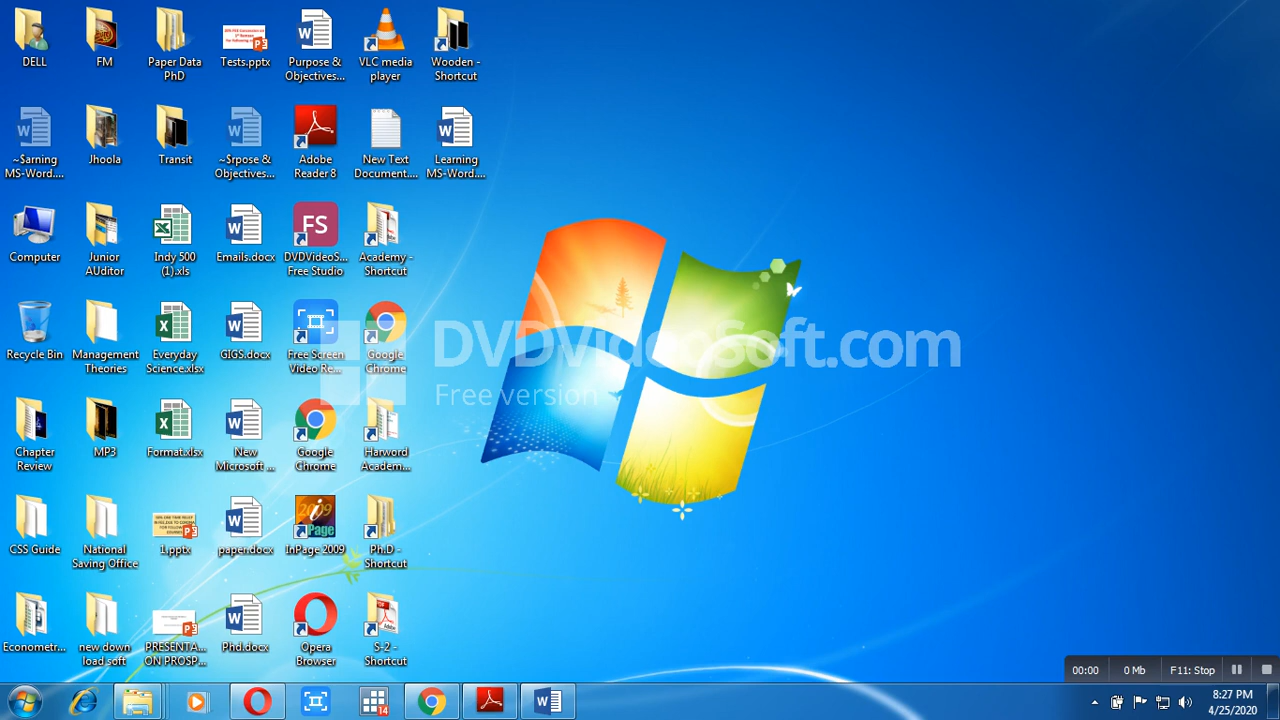 DELL
FM
Paper Data
PhD
Tests.pptx
Purpose &
Objectives...
VLC media
player
Wooden -
Shortcut
~$arning
MS-Word....
Jhoola
Transit
~$rpose &
Objectives...
Adobe
Reader 8
New Text
Document....
Learning
MS-Word....
Computer
Junior
AUditor
Indy 500
(1).xls
Emails.docx
FS
DVDVideoS...
Free Studio
Academy -
Shortcut
Recycle Bin
Management
Theories
Everyday
Science.xlsx
GIGS.docx
Free Screen
Video Re...
Google
Chrome
DVDVideoSoft.com
Free version
Chapter
Review
MP3
Format.xlsx
New
Microsoft ...
Google
Chrome
Harword
Academ...
CSS Guide
National
Saving Office
1.pptx
paper.docx
2009
Page
InPage 2009
Ph.D -
Shortcut
Econometr...
new down
load soft
PRESENTA...
ON PROSP...
Phd.docx
Opera
Browser
S-2 -
Shortcut
00:00
0 Mb
F11: Stop
14
8:27 PM
4/25/2020